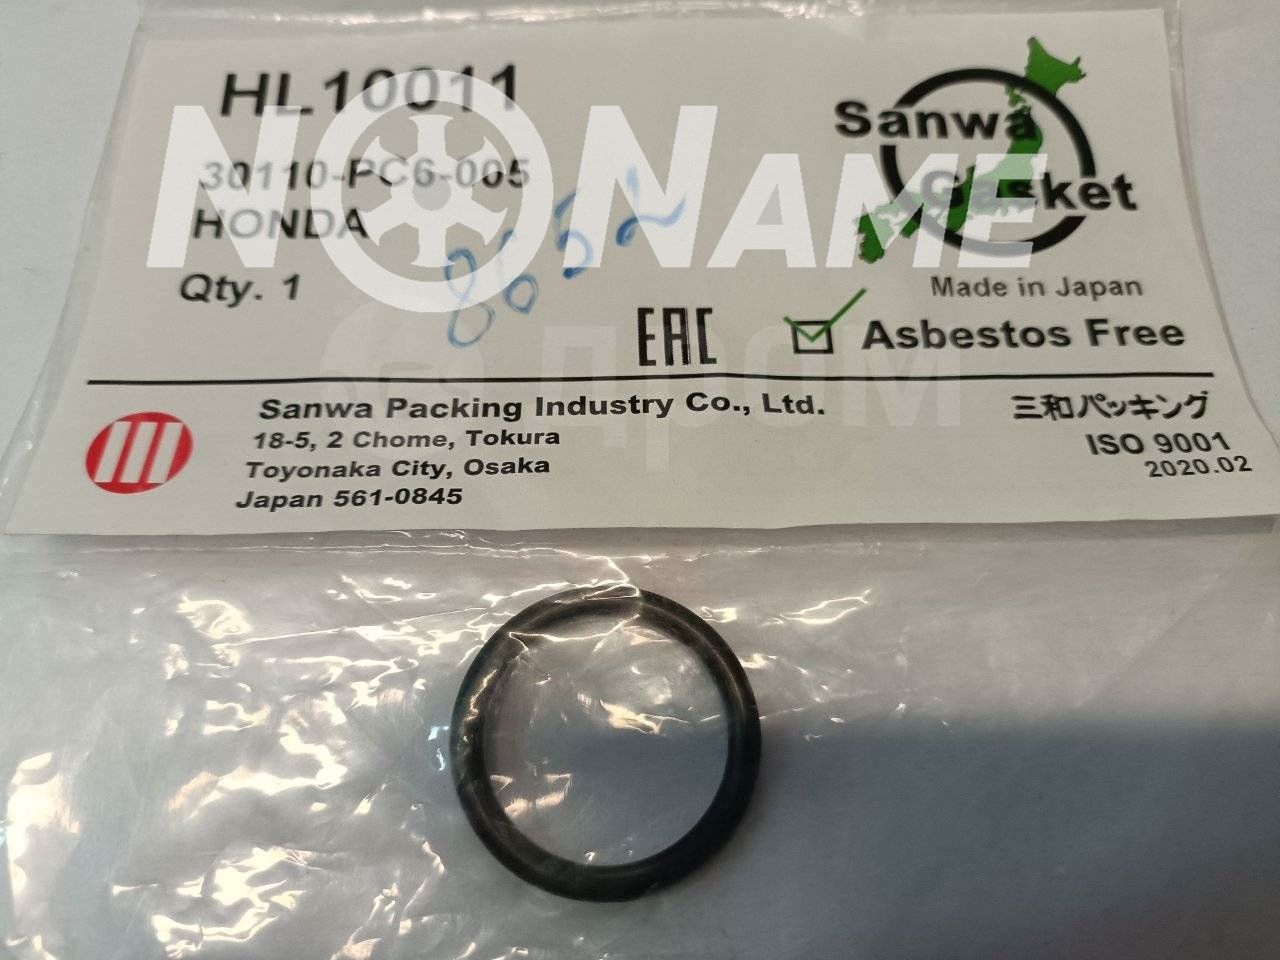 HL10011
30110-PC6-005
HONDA
Qty. 1
8652
NONAME
Sanwa
Gasket
Made in Japan
EAC
Asbestos Free
дром
Sanwa Packing Industry Co., Ltd.
18-5, 2 Chome, Tokura
Toyonaka City, Osaka
Japan 561-0845
三和パッキング
ISO 9001
2020.02